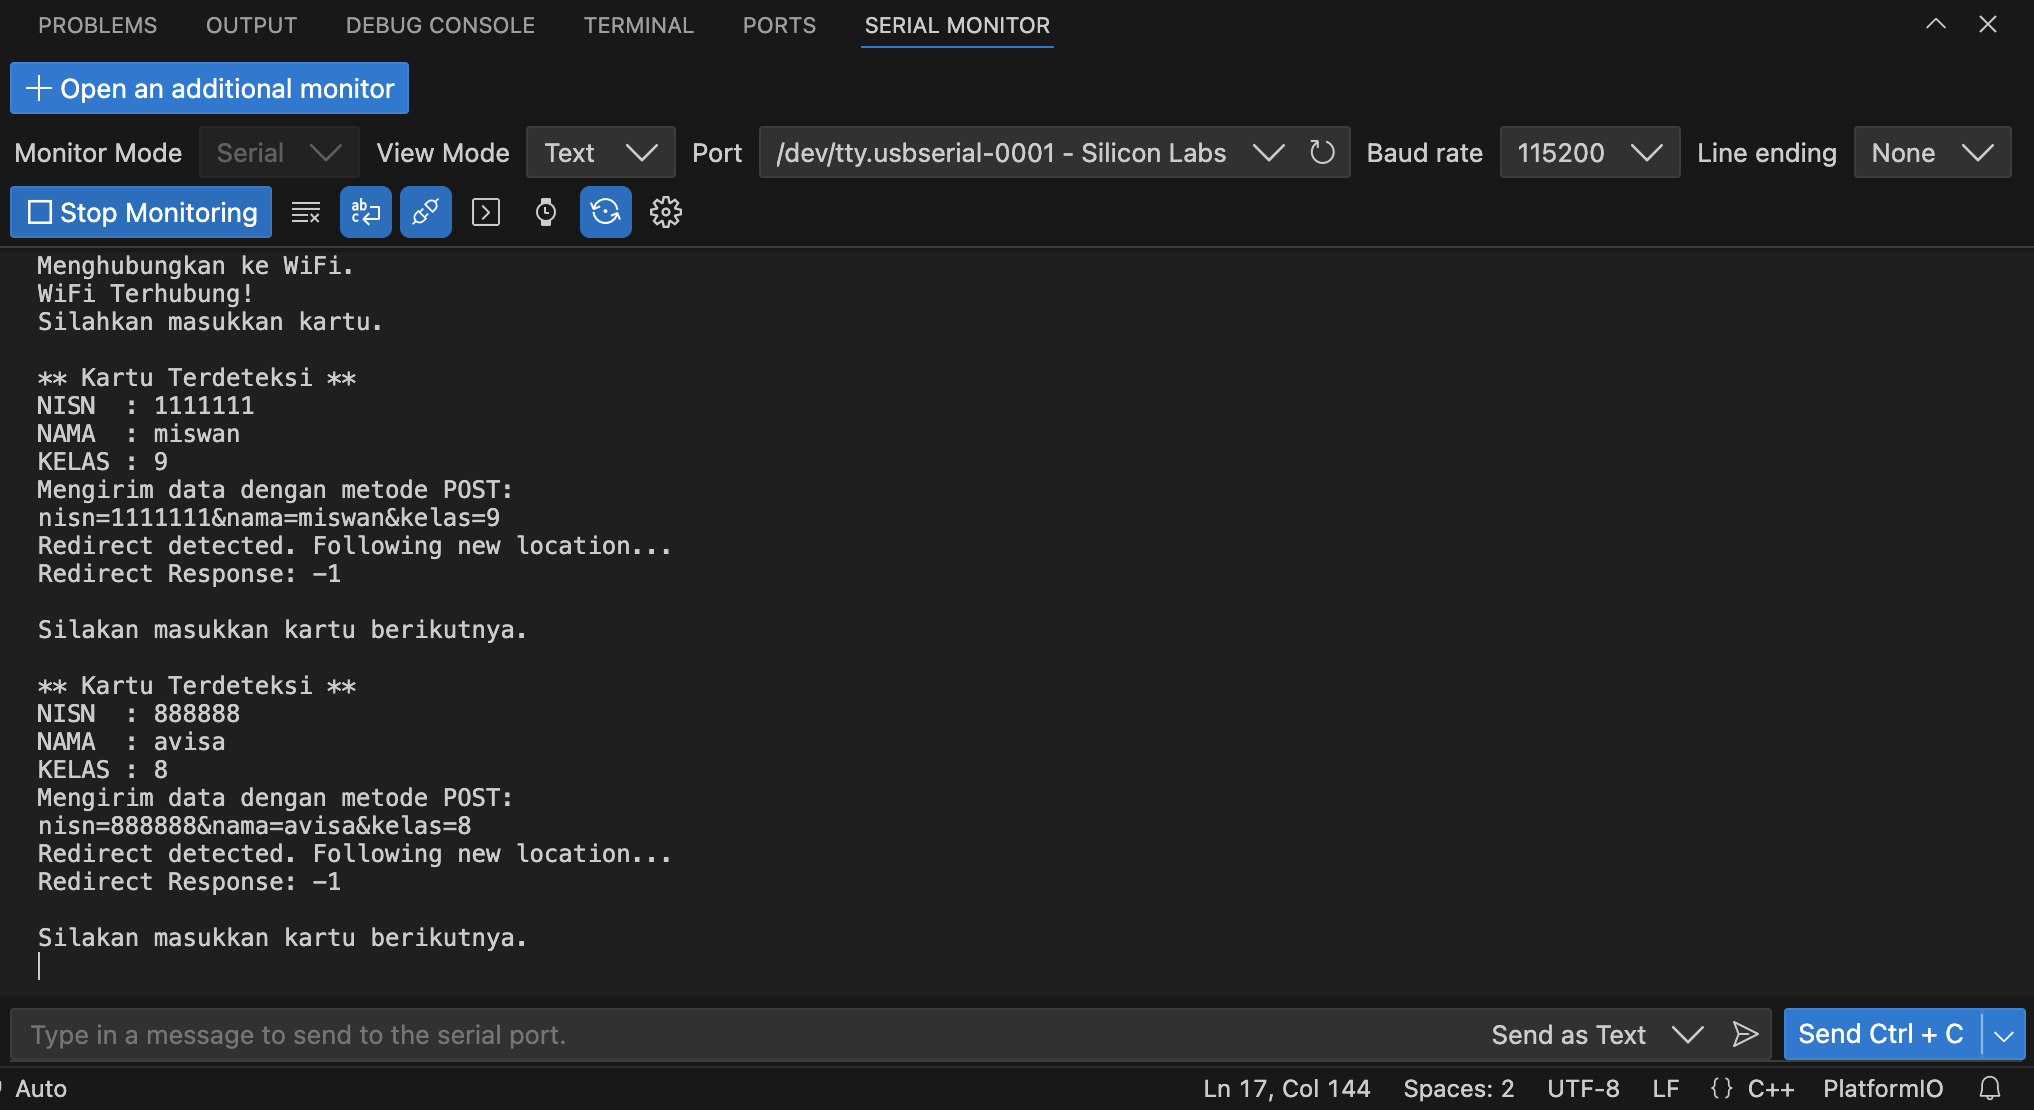 PROBLEMS OUTPUT DEBUG CONSOLE TERMINAL PORTS SERIAL MONITOR
Open an additional monitor
Monitor Mode Serial View Mode Text Port /dev/tty.usbserial-0001 - Silicon Labs Baud rate 115200 Line ending None
Stop Monitoring
Menghubungkan ke WiFi.
WiFi Terhubung!
Silahkan masukkan kartu.
** Kartu Terdeteksi **
NISN  : 1111111
NAMA  : miswan
KELAS : 9
Mengirim data dengan metode POST:
nisn=1111111&nama=miswan&kelas=9
Redirect detected. Following new location...
Redirect Response: -1
Silakan masukkan kartu berikutnya.
** Kartu Terdeteksi **
NISN  : 888888
NAMA  : avisa
KELAS : 8
Mengirim data dengan metode POST:
nisn=888888&nama=avisa&kelas=8
Redirect detected. Following new location...
Redirect Response: -1
Silakan masukkan kartu berikutnya.
Type in a message to send to the serial port. Send as Text Send Ctrl + C
Auto Ln 17, Col 144 Spaces: 2 UTF-8 LF {} C++ PlatformIO